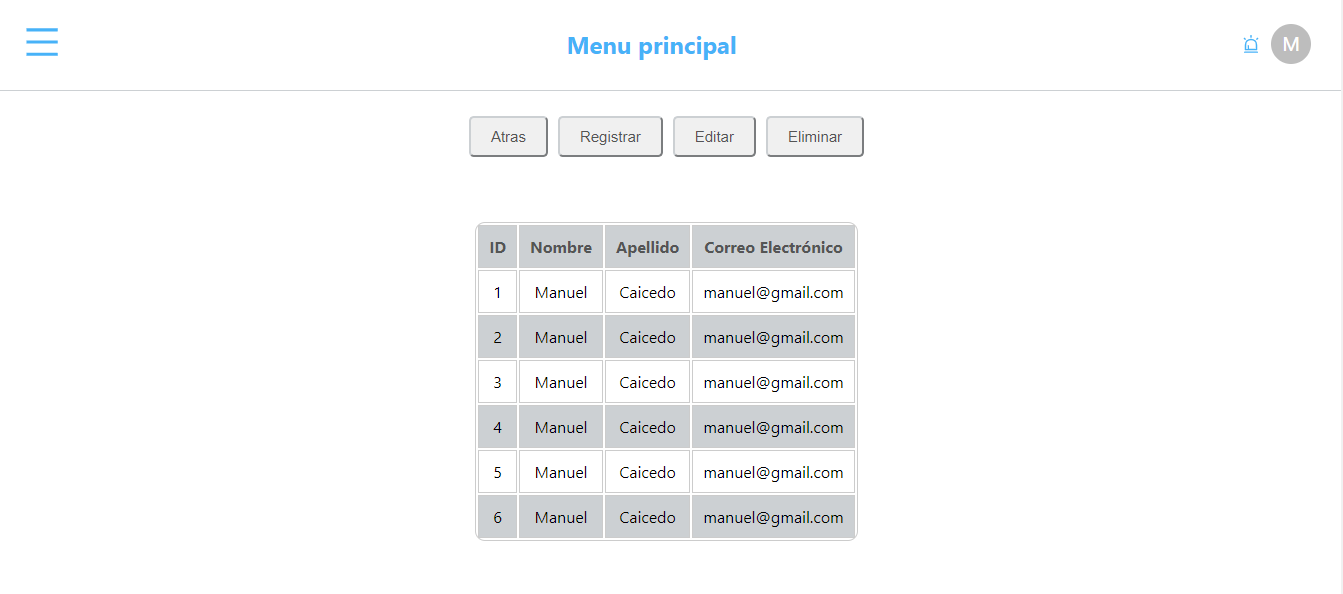 Menu principal
M
Atras Registrar Editar Eliminar
ID Nombre Apellido Correo Electrónico
1 Manuel Caicedo manuel@gmail.com
2 Manuel Caicedo manuel@gmail.com
3 Manuel Caicedo manuel@gmail.com
4 Manuel Caicedo manuel@gmail.com
5 Manuel Caicedo manuel@gmail.com
6 Manuel Caicedo manuel@gmail.com